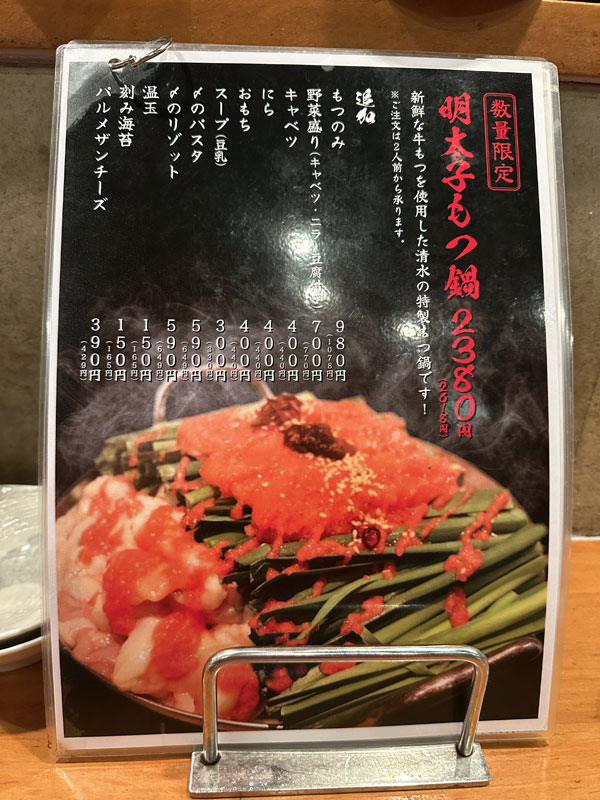 数量限定
明太子もつ鍋 2380円
(2618円)
新鮮な牛もつを使用した清水の特製もつ鍋です！
※ご注文は2人前から承ります。
追加
もつのみ 980円
(1078円)
野菜盛り(キャベツ・ニラ・豆腐 700円
(770円)
キャベツ 400円
(440円)
にら 400円
(440円)
おもち 400円
(440円)
スープ(豆乳) 300円
(330円)
〆のパスタ 590円
(649円)
〆のリゾット 590円
(649円)
温玉 150円
(165円)
刻み海苔 150円
(165円)
パルメザンチーズ 390円
(429円)